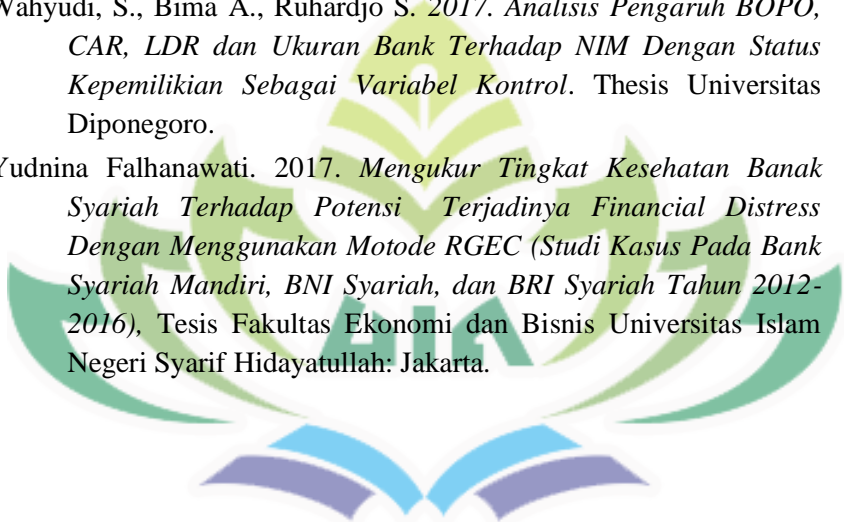 Wahyudi, S., Bima A., Ruhardjo S. 2017. Analisis Pengaruh BOPO,
CAR, LDR dan Ukuran Bank Terhadap NIM Dengan Status
Kepemilikian Sebagai Variabel Kontrol. Thesis Universitas
Diponegoro.
Yudnina Falhanawati. 2017. Mengukur Tingkat Kesehatan Banak
Syariah Terhadap Potensi Terjadinya Financial Distress
Dengan Menggunakan Motode RGEC (Studi Kasus Pada Bank
Syariah Mandiri, BNI Syariah, dan BRI Syariah Tahun 2012-
2016), Tesis Fakultas Ekonomi dan Bisnis Universitas Islam
Negeri Syarif Hidayatullah: Jakarta.